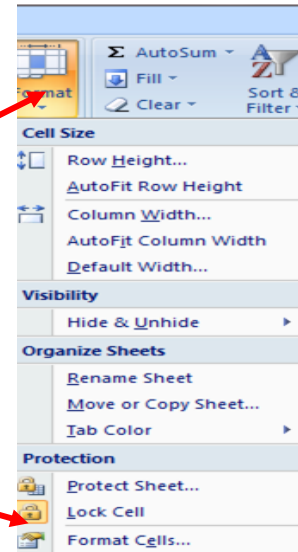 Σ AutoSum
Fill
Clear
Format
Sort &
Filter
Cell Size
Row Height...
AutoFit Row Height
Column Width...
AutoFit Column Width
Default Width...
Visibility
Hide & Unhide
Organize Sheets
Rename Sheet
Move or Copy Sheet...
Tab Color
Protection
Protect Sheet...
Lock Cell
Format Cells...